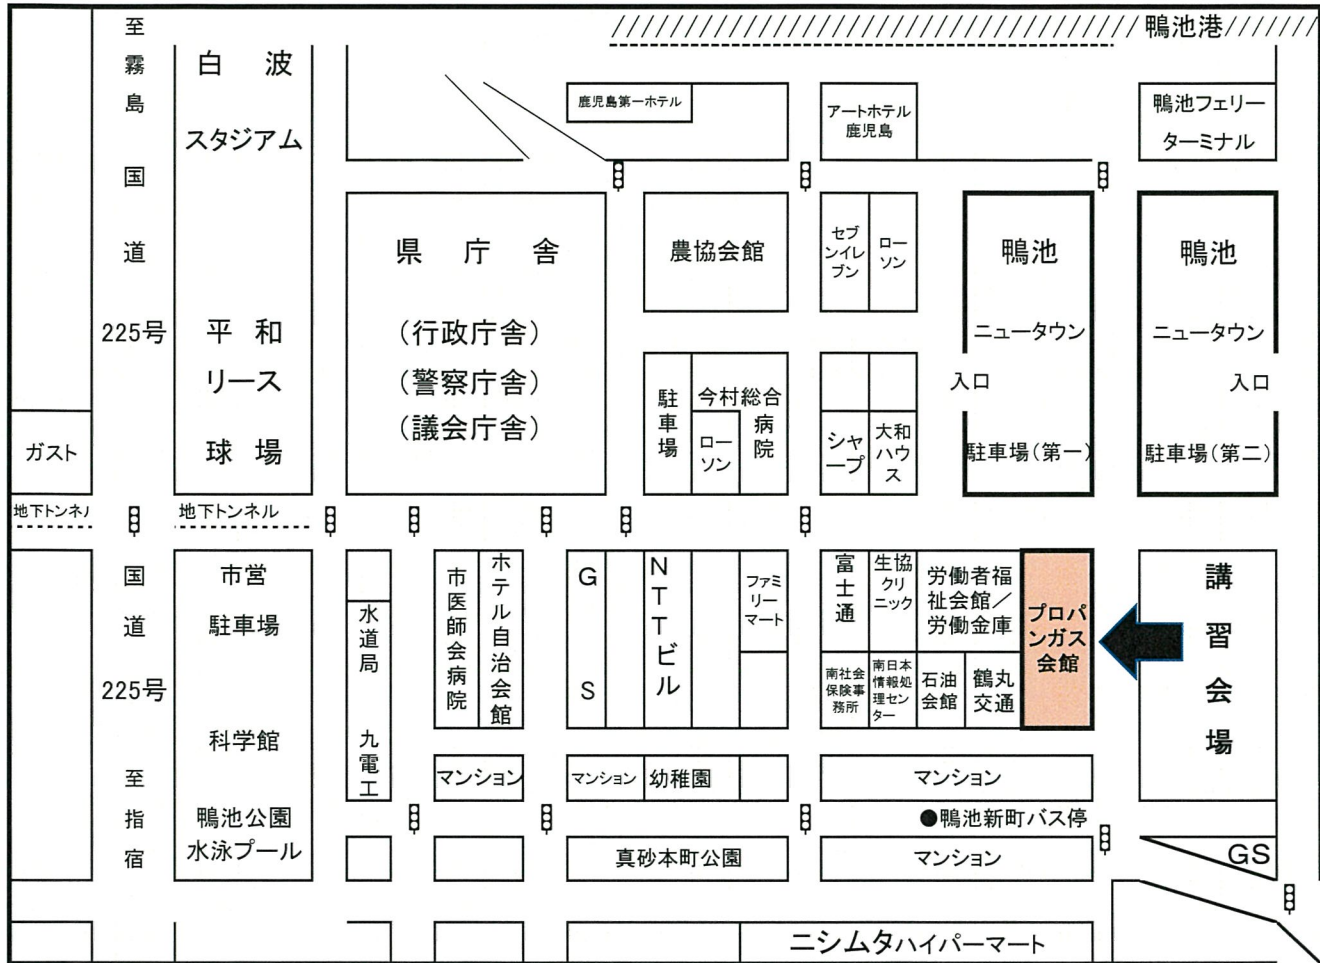 至霧島
国道
225号
白波
スタジアム
平和
リース
球場
ガスト
地下トンネル
地下トンネル
鴨池港
鹿児島第一ホテル
アートホテル
鹿児島
鴨池フェリー
ターミナル
県庁舎
(行政庁舎)
(警察庁舎)
(議会庁舎)
農協会館
セブ
ンイレ
ブン
ロー
ソン
鴨池
ニュータウン
入口
駐車場(第一)
鴨池
ニュータウン
入口
駐車場(第二)
駐車場
今村総合
病院
ロー
ソン
シャ
ープ
大和
ハウ
ス
国道
225号
至指宿
市営
駐車場
科学館
鴨池公園
水泳プール
水道局
九電工
市医師会病院
ホテル自治会館
GS
NTTビル
ファミ
リー
マート
富士通
生協
クリ
ニック
労働者福
祉会館/
労働金庫
プロパ
ンガス
会館
南社会
保険事
務所
南日本
情報処
理セン
ター
石油
会館
鶴丸
交通
講習会場
マンション
マンション
幼稚園
マンション
●鴨池新町バス停
真砂本町公園
マンション
GS
ニシムタハイパーマート